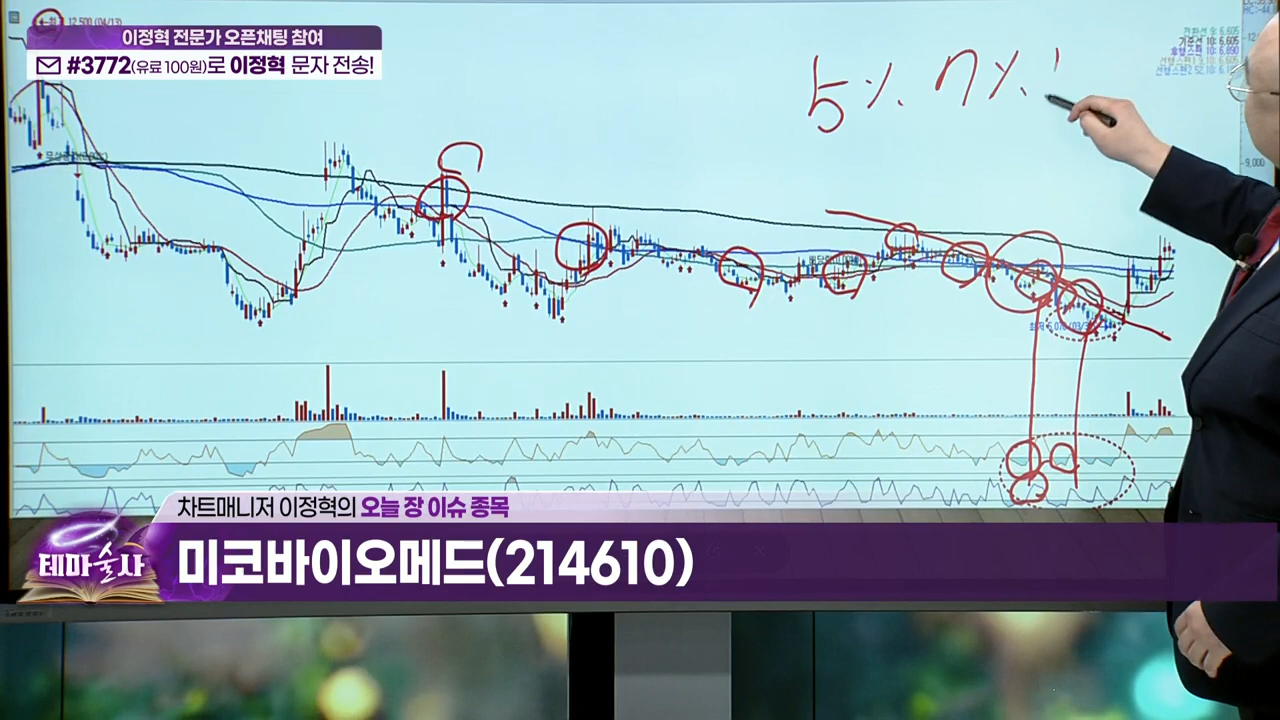 이정혁 전문가 오픈채팅 참여
#3772(유료 100원)로 이정혁 문자 전송!
5%. 7%.
9,000
차트매니저 이정혁의 오늘 장 이슈 종목
테마술사
미코바이오메드(214610)